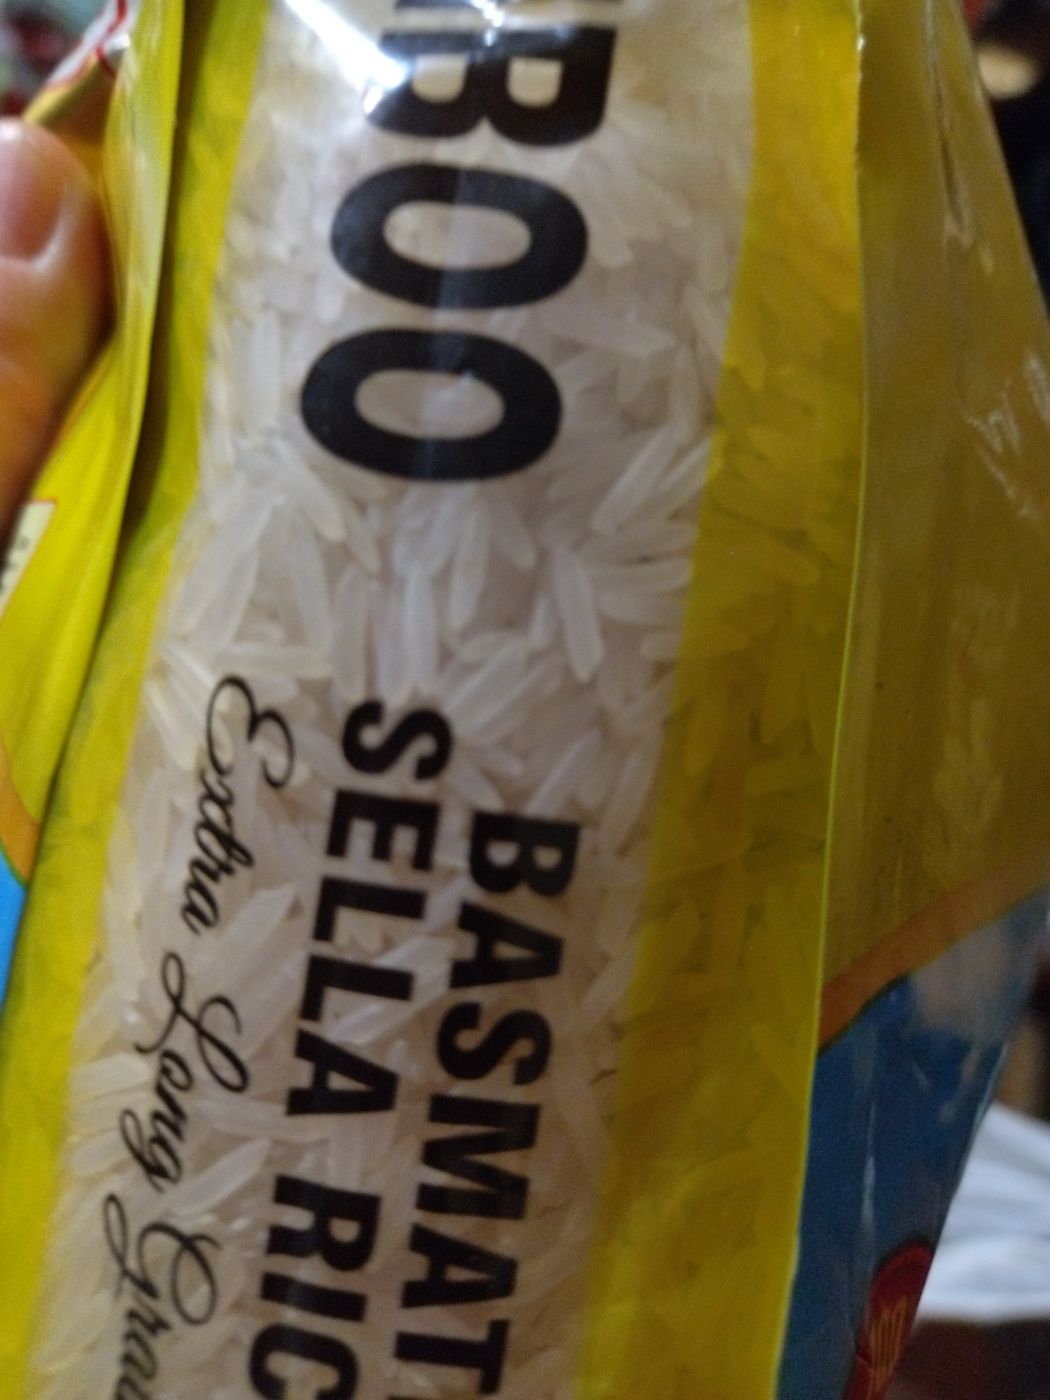 BOO
BASMAT
SELLA RIC
Extra Long Grai